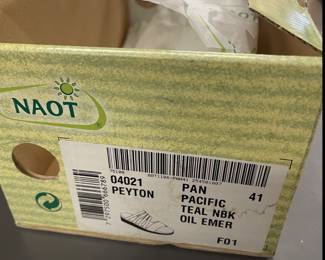 NAOT
04021
PEYTON
PAN
PACIFIC
TEAL NBK
OIL EMER
41
F01